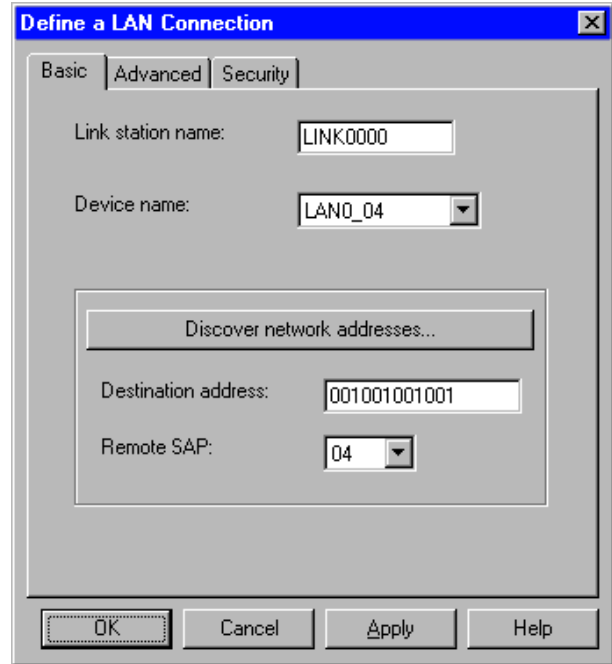 Define a LAN Connection
Basic Advanced Security
Link station name: LINK0000
Device name: LAN0_04
Discover network addresses...
Destination address: 001001001001
Remote SAP: 04
OK Cancel Apply Help